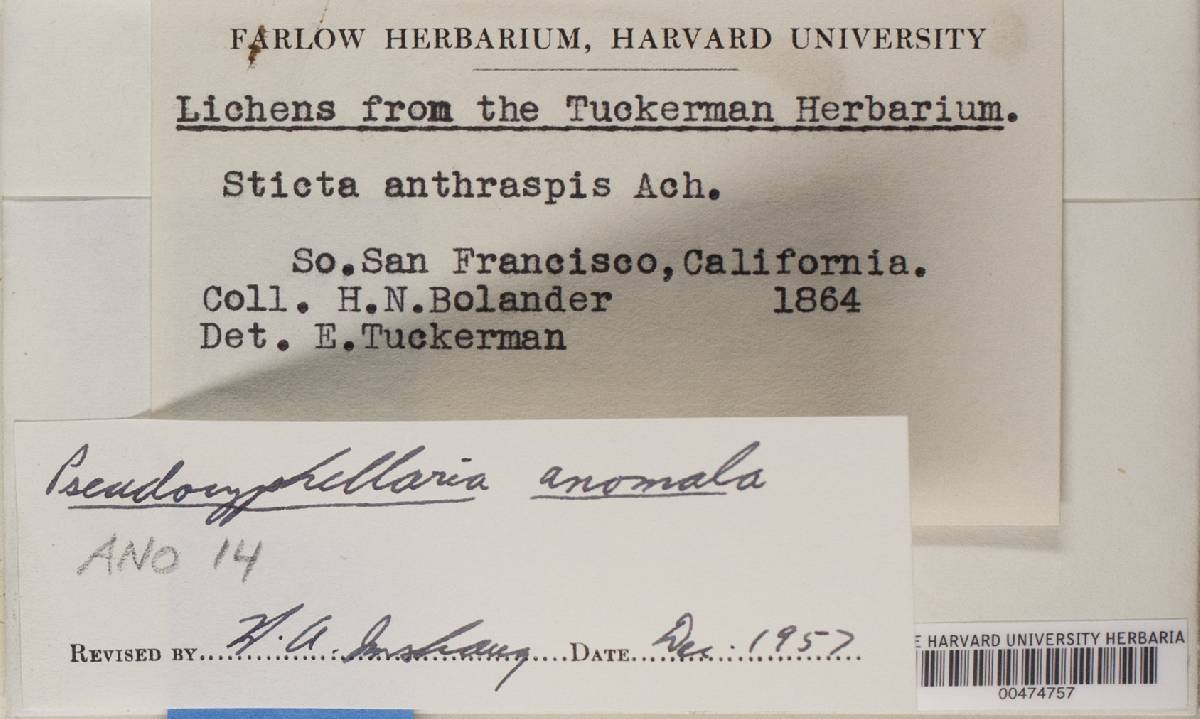 FARLOW HERBARIUM, HARVARD UNIVERSITY
Lichens from the Tuckerman Herbarium.
Sticta anthraspis Ach.
So.San Francisco,California.
Coll. H.N.Bolander 1864
Det. E.Tuckerman
Pseudocyphellaria anomala
ANO 14
REVISED BY H. A. Imshaug DATE Dec. 1957
E HARVARD UNIVERSITY HERBARIA
00474757